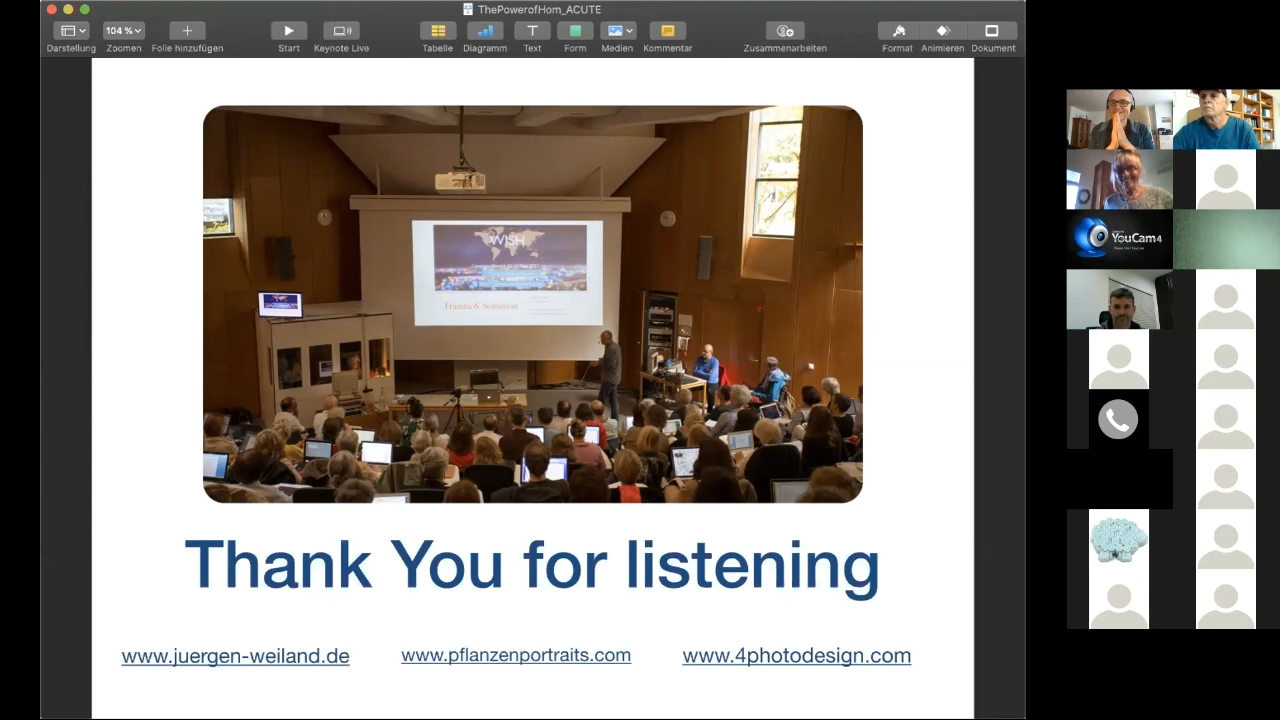 ThePowerofHom_ACUTE
104 %
Darstellung Zoomen Folie hinzufügen Start Keynote Live Tabelle Diagramm Text Form Medien Kommentar Zusammenarbeiten Format Animieren Dokument
WISH
Trauma & Sensation
YouCam4
Thank You for listening
www.juergen-weiland.de www.pflanzenportraits.com www.4photodesign.com